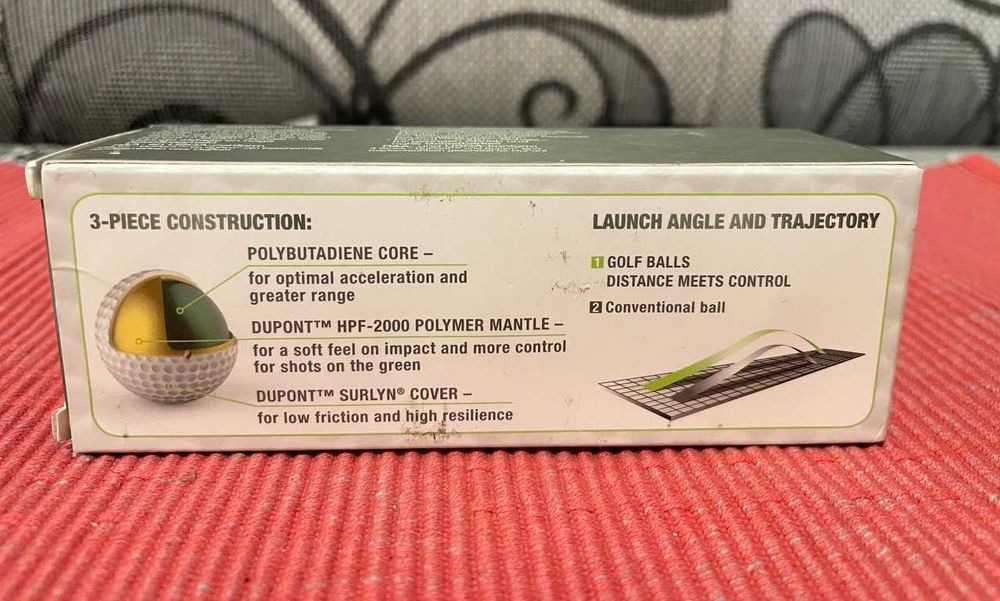 3-PIECE CONSTRUCTION:
POLYBUTADIENE CORE –
for optimal acceleration and
greater range
DUPONT™ HPF-2000 POLYMER MANTLE –
for a soft feel on impact and more control
for shots on the green
DUPONT™ SURLYN® COVER –
for low friction and high resilience
LAUNCH ANGLE AND TRAJECTORY
1 GOLF BALLS
DISTANCE MEETS CONTROL
2 Conventional ball